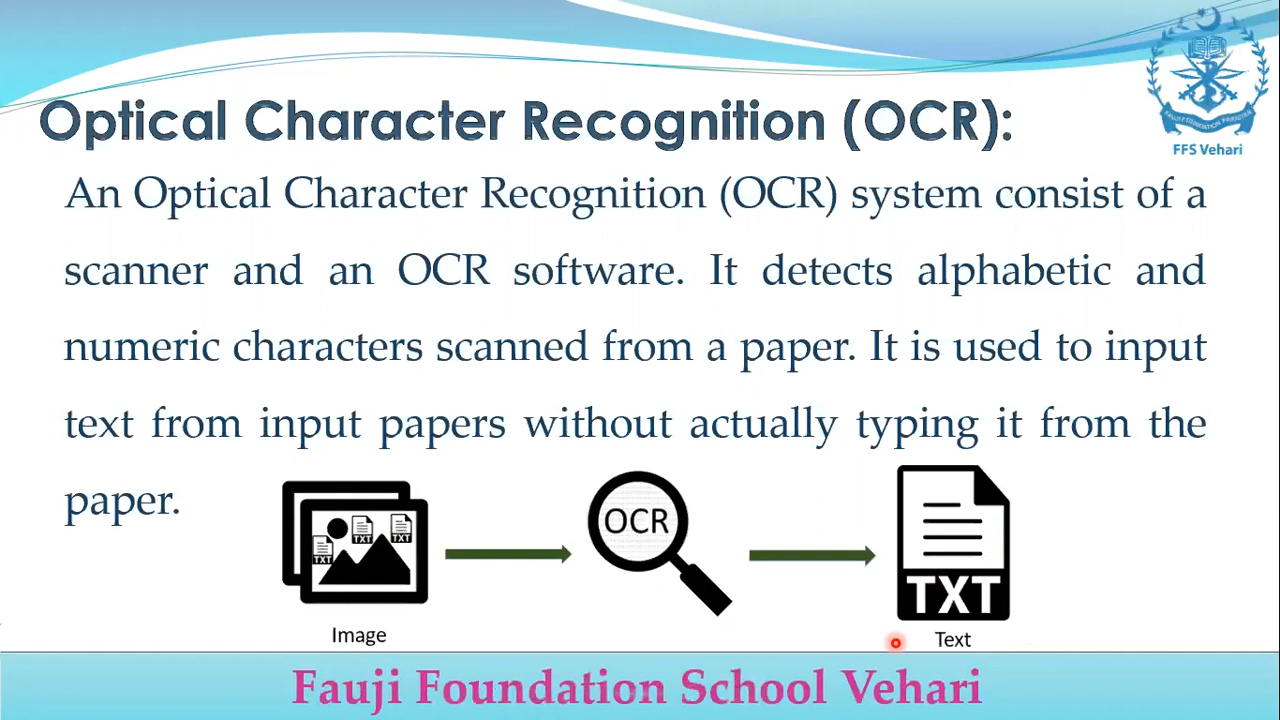 Optical Character Recognition (OCR):
FFS Vehari
An Optical Character Recognition (OCR) system consist of a
scanner and an OCR software. It detects alphabetic and
numeric characters scanned from a paper. It is used to input
text from input papers without actually typing it from the
paper.
TXT
TXT
TXT
OCR
TXT
Image
Text
Fauji Foundation School Vehari